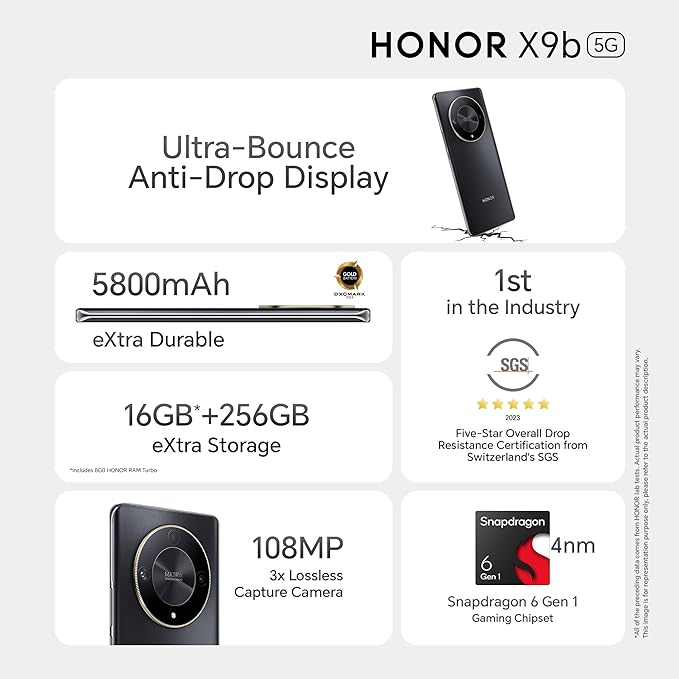 HONOR X9b 5G
Ultra-Bounce
Anti-Drop Display
HONOR
5800mAh
GOLD
BATTERY
DXOMARK
2023
eXtra Durable
1st
in the Industry
SGS
2023
Five-Star Overall Drop
Resistance Certification from
Switzerland's SGS
16GB*+256GB
eXtra Storage
*Includes 8GB HONOR RAM Turbo
MATRIX
108MP
3x Lossless
Capture Camera
Snapdragon
6
Gen 1
4nm
Snapdragon 6 Gen 1
Gaming Chipset
*All of the preceding data comes from HONOR lab tests. Actual product performance may vary.
This image is for representation purpose only, please refer to the actual product description.